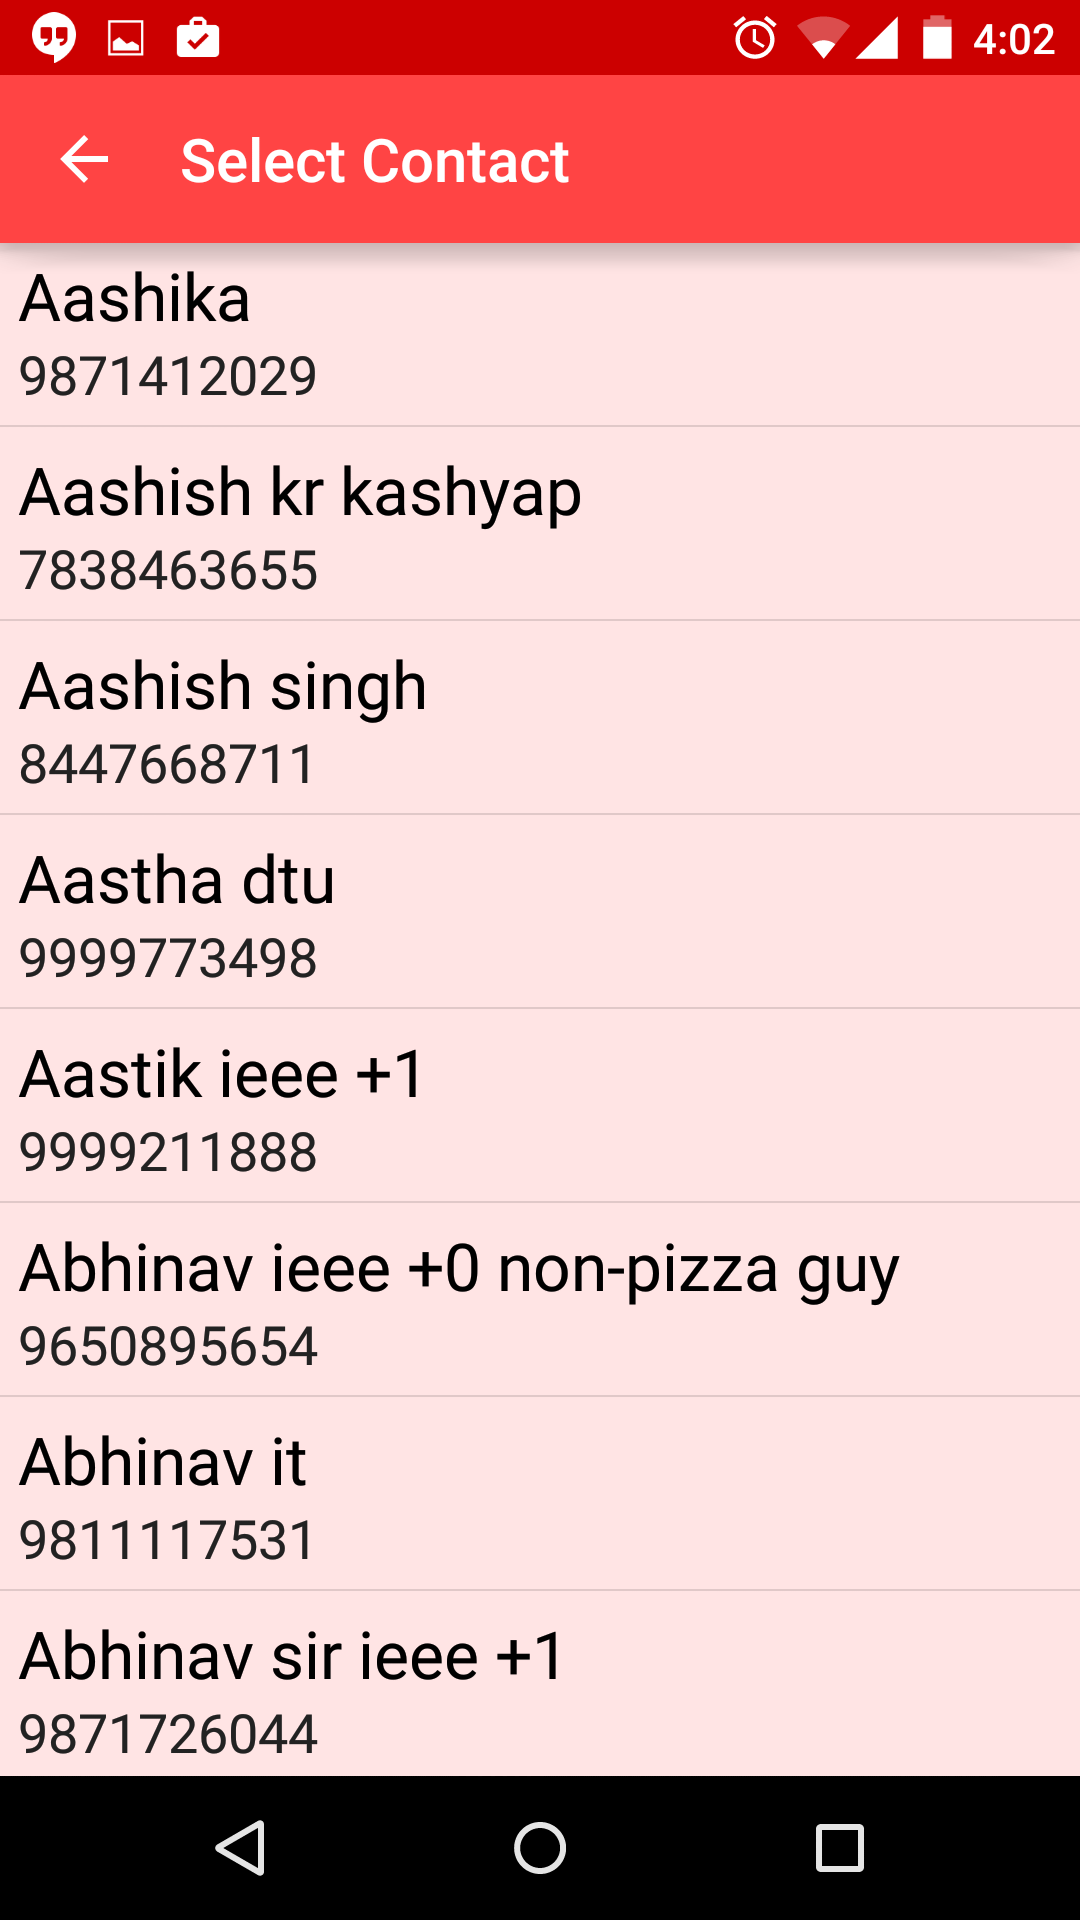 4:02
Select Contact
Aashika
9871412029
Aashish kr kashyap
7838463655
Aashish singh
8447668711
Aastha dtu
9999773498
Aastik ieee +1
9999211888
Abhinav ieee +0 non-pizza guy
9650895654
Abhinav it
9811117531
Abhinav sir ieee +1
9871726044